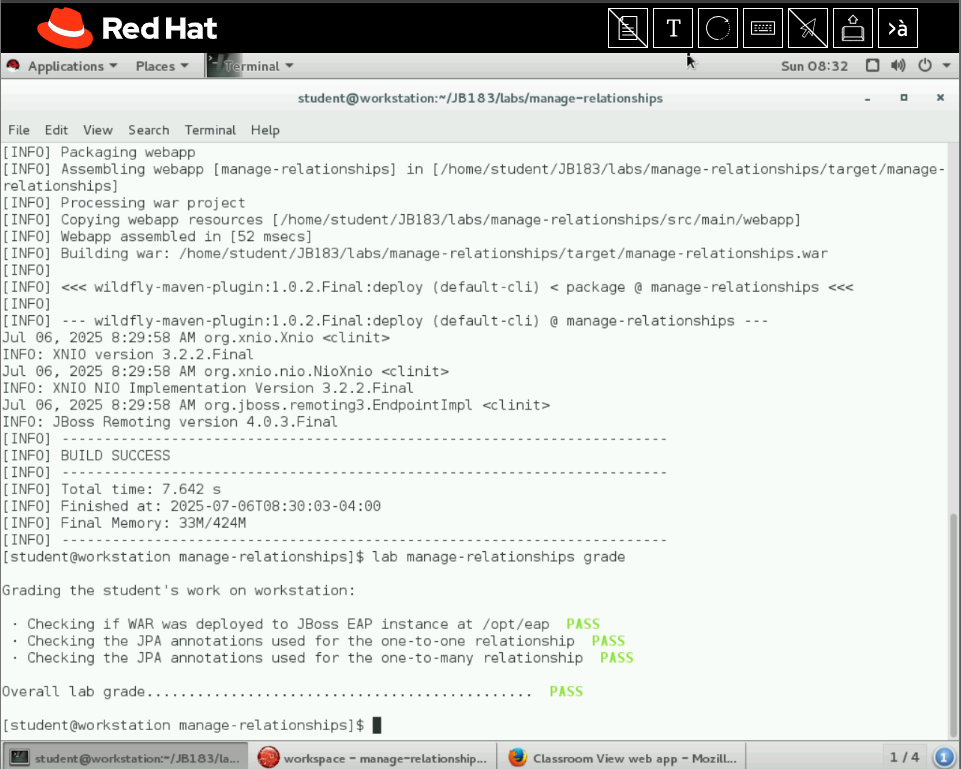 Red Hat
T
>à
Applications Places Terminal Sun 08:32
student@workstation:~/JB183/labs/manage-relationships
File Edit View Search Terminal Help
[INFO] Packaging webapp
[INFO] Assembling webapp [manage-relationships] in [/home/student/JB183/labs/manage-relationships/target/manage-
relationships]
[INFO] Processing war project
[INFO] Copying webapp resources [/home/student/JB183/labs/manage-relationships/src/main/webapp]
[INFO] Webapp assembled in [52 msecs]
[INFO] Building war: /home/student/JB183/labs/manage-relationships/target/manage-relationships.war
[INFO]
[INFO] <<< wildfly-maven-plugin:1.0.2.Final:deploy (default-cli) < package @ manage-relationships <<<
[INFO]
[INFO] --- wildfly-maven-plugin:1.0.2.Final:deploy (default-cli) @ manage-relationships ---
Jul 06, 2025 8:29:58 AM org.xnio.Xnio <clinit>
INFO: XNIO version 3.2.2.Final
Jul 06, 2025 8:29:58 AM org.xnio.nio.NioXnio <clinit>
INFO: XNIO NIO Implementation Version 3.2.2.Final
Jul 06, 2025 8:29:58 AM org.jboss.remoting3.EndpointImpl <clinit>
INFO: JBoss Remoting version 4.0.3.Final
[INFO] ------------------------------------------------------------------------
[INFO] BUILD SUCCESS
[INFO] ------------------------------------------------------------------------
[INFO] Total time: 7.642 s
[INFO] Finished at: 2025-07-06T08:30:03-04:00
[INFO] Final Memory: 33M/424M
[INFO] ------------------------------------------------------------------------
[student@workstation manage-relationships]$ lab manage-relationships grade
Grading the student's work on workstation:
· Checking if WAR was deployed to JBoss EAP instance at /opt/eap PASS
· Checking the JPA annotations used for the one-to-one relationship PASS
· Checking the JPA annotations used for the one-to-many relationship PASS
Overall lab grade.............................................. PASS
[student@workstation manage-relationships]$
student@workstation:~/JB183/la... workspace - manage-relationship... Classroom View web app - Mozill... 1 / 4 1